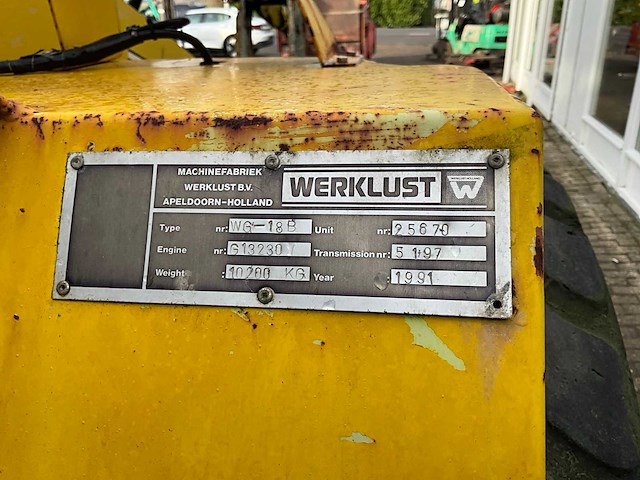 MACHINEFABRIEK
WERKLUST B.V.
APELDOORN-HOLLAND
WERKLUST
Type nr: WG-18B Unit nr: 25670
Engine nr: G13230 Transmission nr: 5197
Weight : 10200 KG Year : 1991